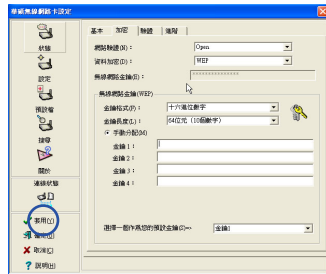 華碩無線網路卡設定
狀態
設定
預設檔
搜尋
關於
連線狀態
套用(Y)
取消(C)
說明(H)
基本 加密 驗證 進階
網路驗證(N)： Open
資料加密(D)： WEP
無線網路金鑰(E)： ***************
無線網路金鑰(WEP)
金鑰格式(F)： 十六進位數字
金鑰長度(L)： 64位元 (10個數字)
手動分配(M)
金鑰 1：
金鑰 2：
金鑰 3：
金鑰 4：
選擇一個作為您的預設金鑰(S)=> 金鑰1